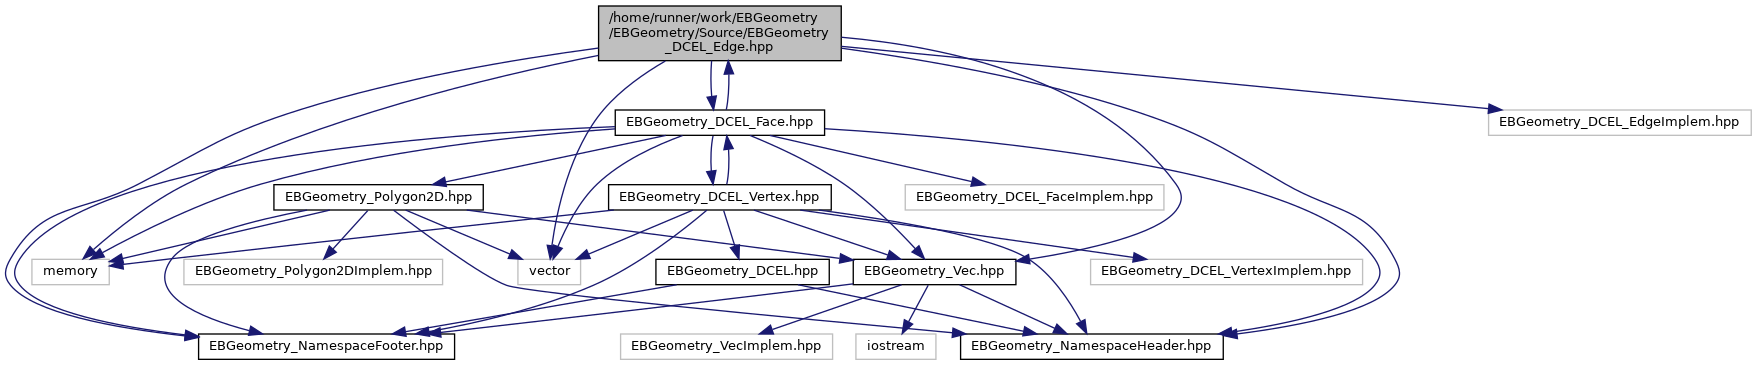 /home/runner/work/EBGeometry
/EBGeometry/Source/EBGeometry
_DCEL_Edge.hpp
EBGeometry_DCEL_Face.hpp
EBGeometry_DCEL_EdgeImplem.hpp
EBGeometry_Polygon2D.hpp
EBGeometry_DCEL_Vertex.hpp
EBGeometry_DCEL_FaceImplem.hpp
memory
EBGeometry_Polygon2DImplem.hpp
vector
EBGeometry_DCEL.hpp
EBGeometry_Vec.hpp
EBGeometry_DCEL_VertexImplem.hpp
EBGeometry_NamespaceFooter.hpp
EBGeometry_VecImplem.hpp
iostream
EBGeometry_NamespaceHeader.hpp